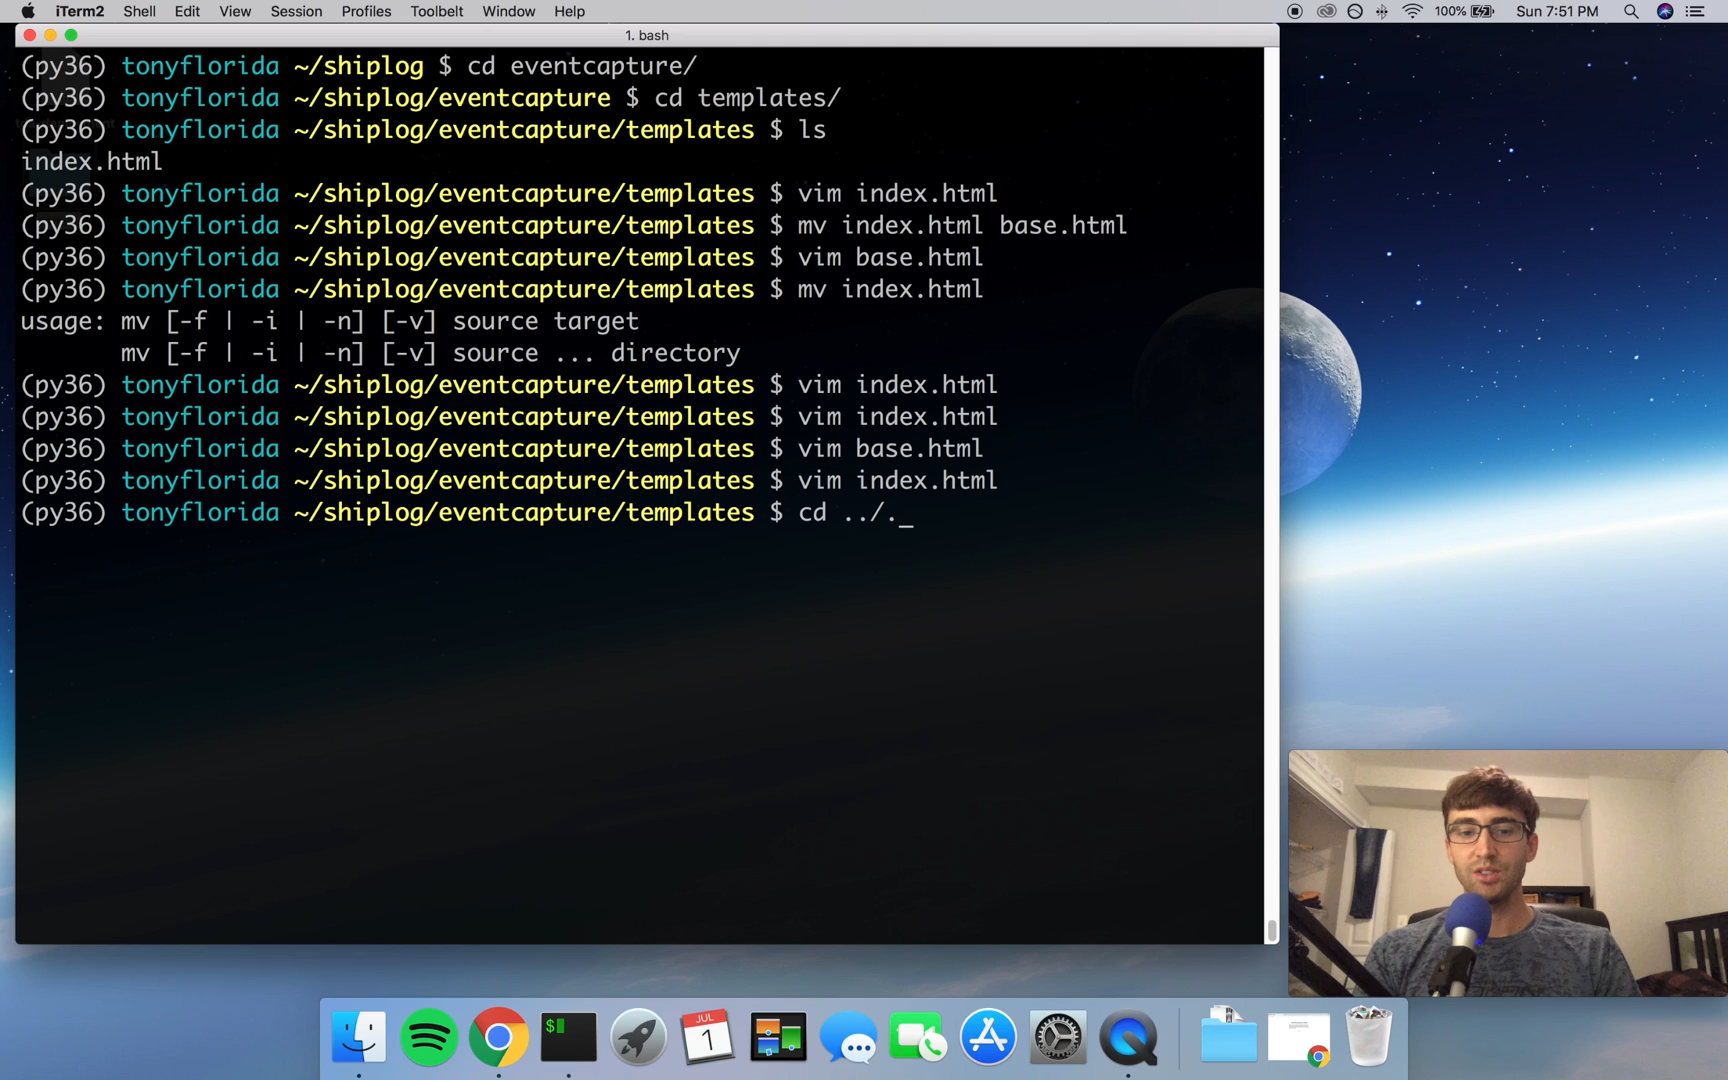 iTerm2 Shell Edit View Session Profiles Toolbelt Window Help 100% Sun 7:51 PM
1. bash
(py36) tonyflorida ~/shiplog $ cd eventcapture/
(py36) tonyflorida ~/shiplog/eventcapture $ cd templates/
(py36) tonyflorida ~/shiplog/eventcapture/templates $ ls
index.html
(py36) tonyflorida ~/shiplog/eventcapture/templates $ vim index.html
(py36) tonyflorida ~/shiplog/eventcapture/templates $ mv index.html base.html
(py36) tonyflorida ~/shiplog/eventcapture/templates $ vim base.html
(py36) tonyflorida ~/shiplog/eventcapture/templates $ mv index.html
usage: mv [-f | -i | -n] [-v] source target
mv [-f | -i | -n] [-v] source ... directory
(py36) tonyflorida ~/shiplog/eventcapture/templates $ vim index.html
(py36) tonyflorida ~/shiplog/eventcapture/templates $ vim index.html
(py36) tonyflorida ~/shiplog/eventcapture/templates $ vim base.html
(py36) tonyflorida ~/shiplog/eventcapture/templates $ vim index.html
(py36) tonyflorida ~/shiplog/eventcapture/templates $ cd ../._
$
JUL
1